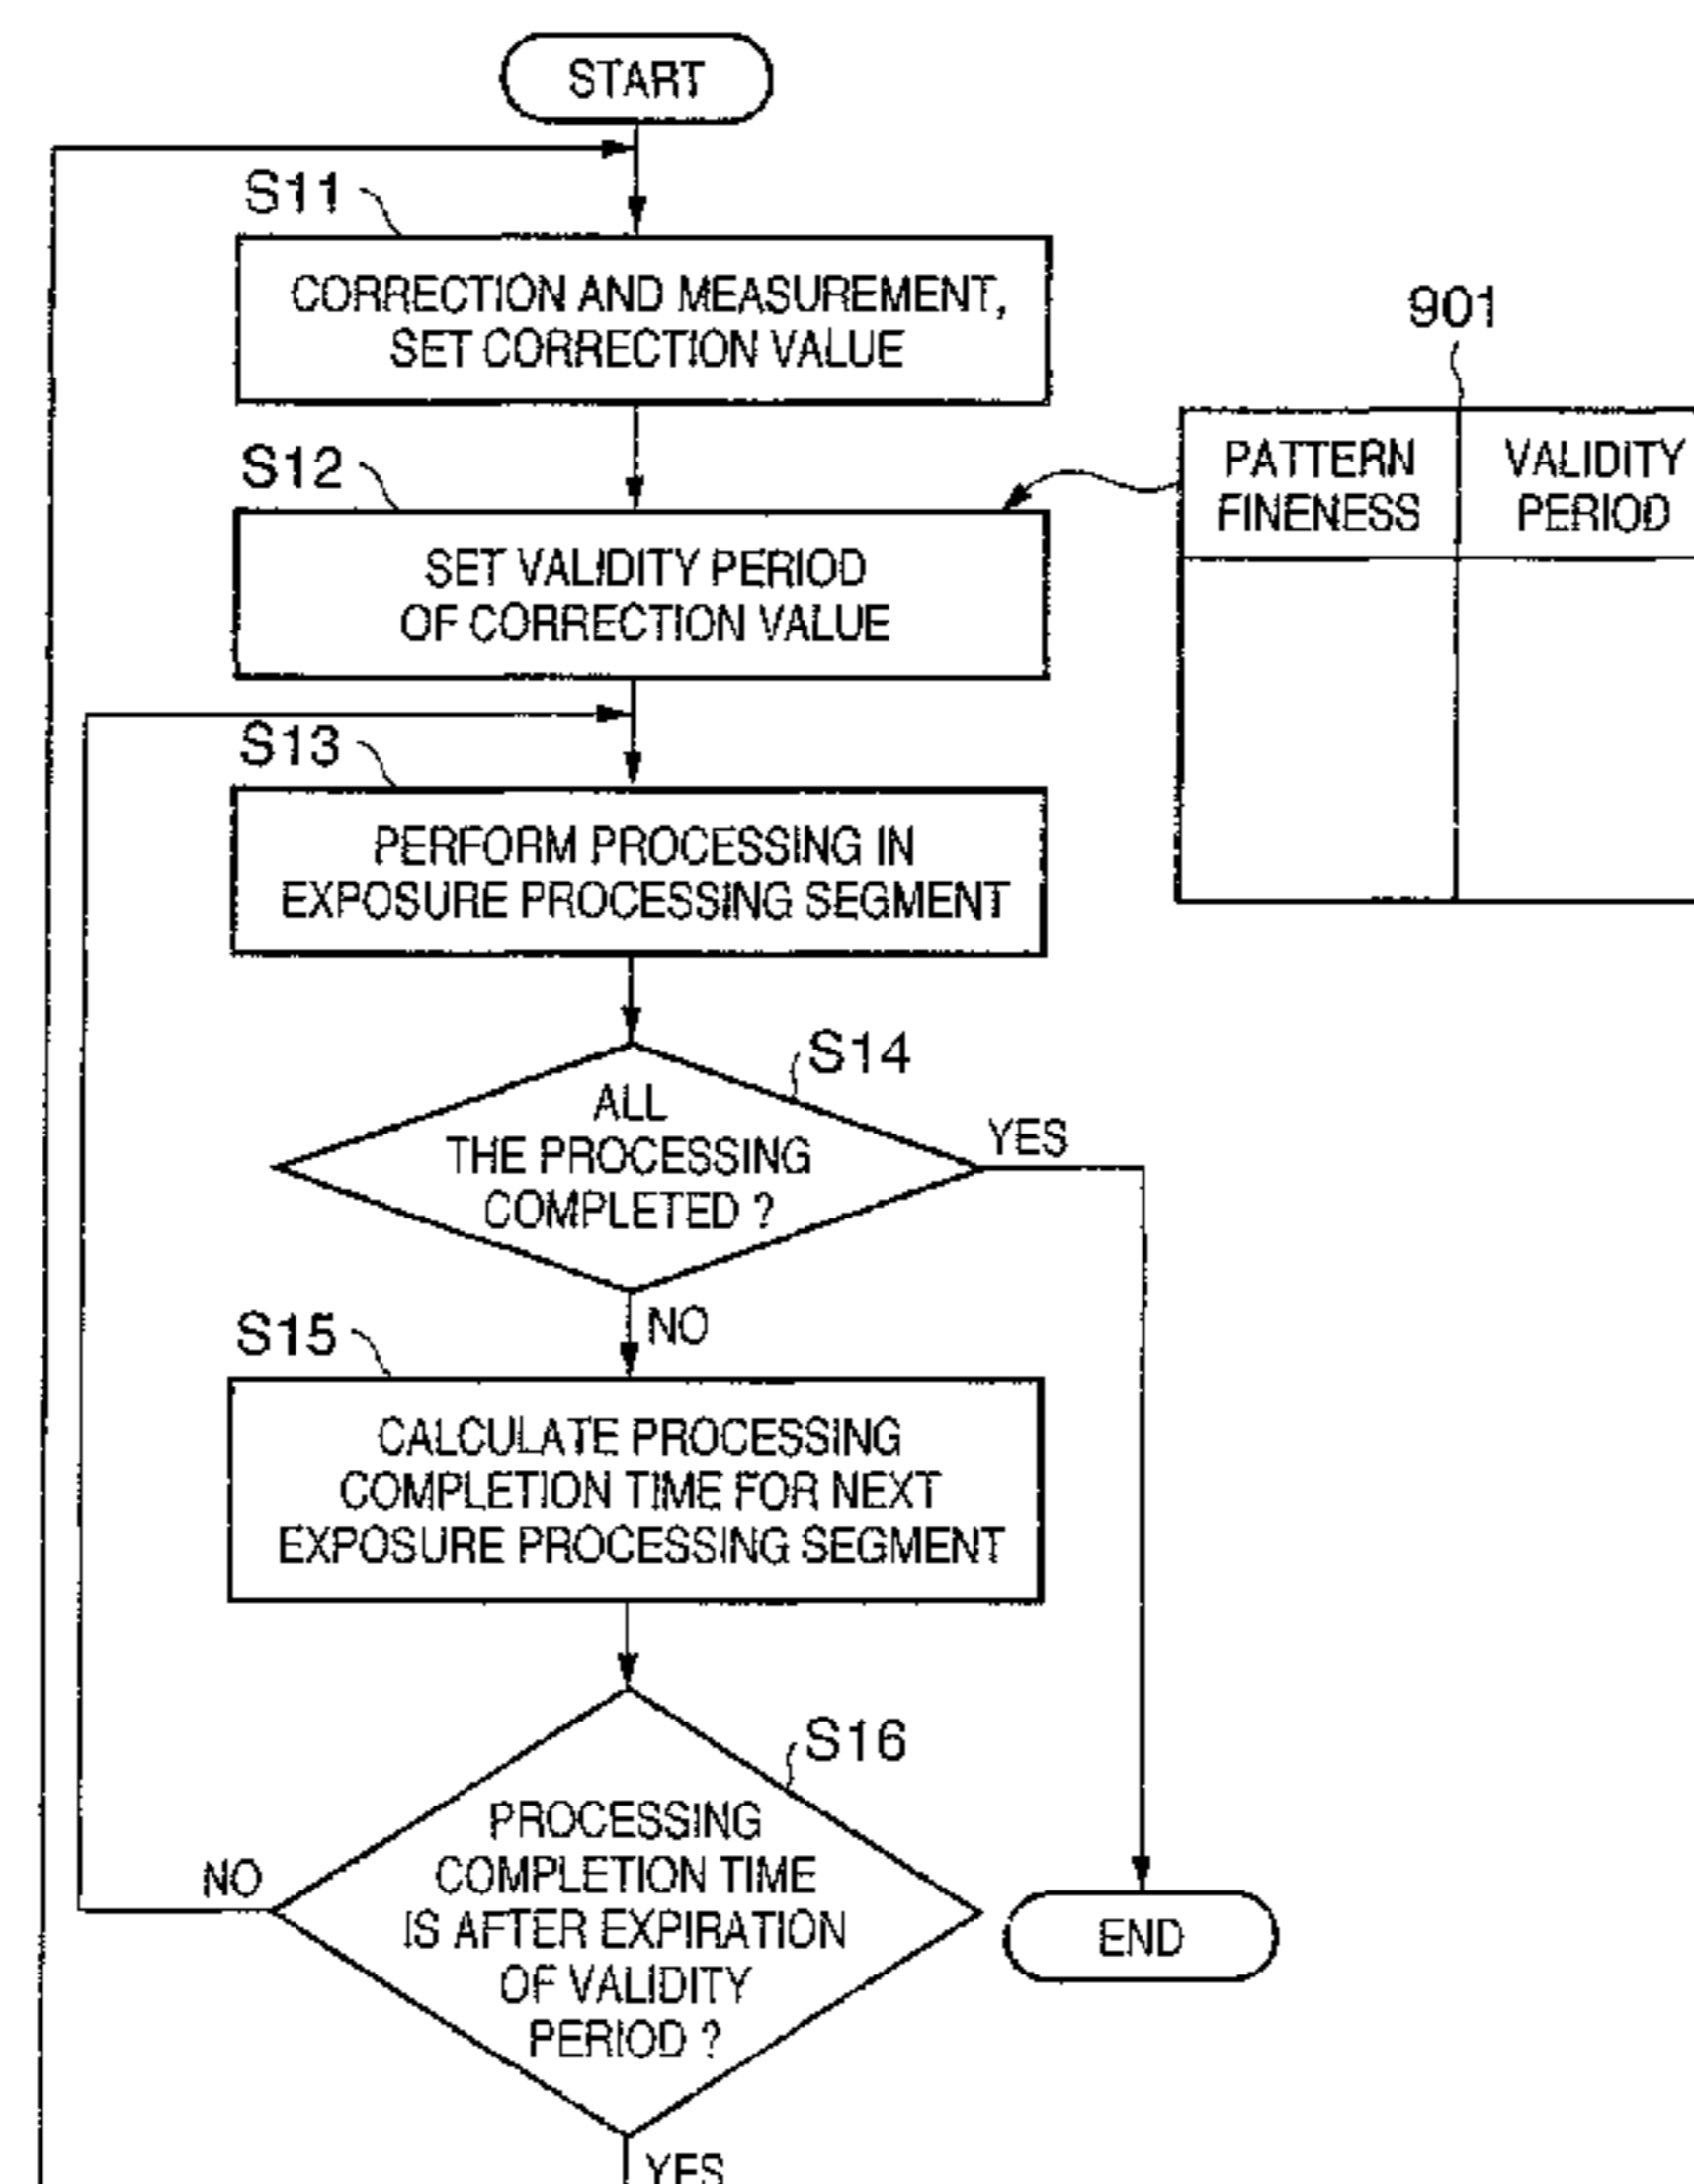 START
S11
CORRECTION AND MEASUREMENT,
SET CORRECTION VALUE
901
PATTERN
FINENESS
VALIDITY
PERIOD
S12
SET VALIDITY PERIOD
OF CORRECTION VALUE
S13
PERFORM PROCESSING IN
EXPOSURE PROCESSING SEGMENT
S14
ALL
THE PROCESSING
COMPLETED ?
YES
NO
S15
CALCULATE PROCESSING
COMPLETION TIME FOR NEXT
EXPOSURE PROCESSING SEGMENT
S16
PROCESSING
COMPLETION TIME
IS AFTER EXPIRATION
OF VALIDITY
PERIOD ?
NO
END
YES